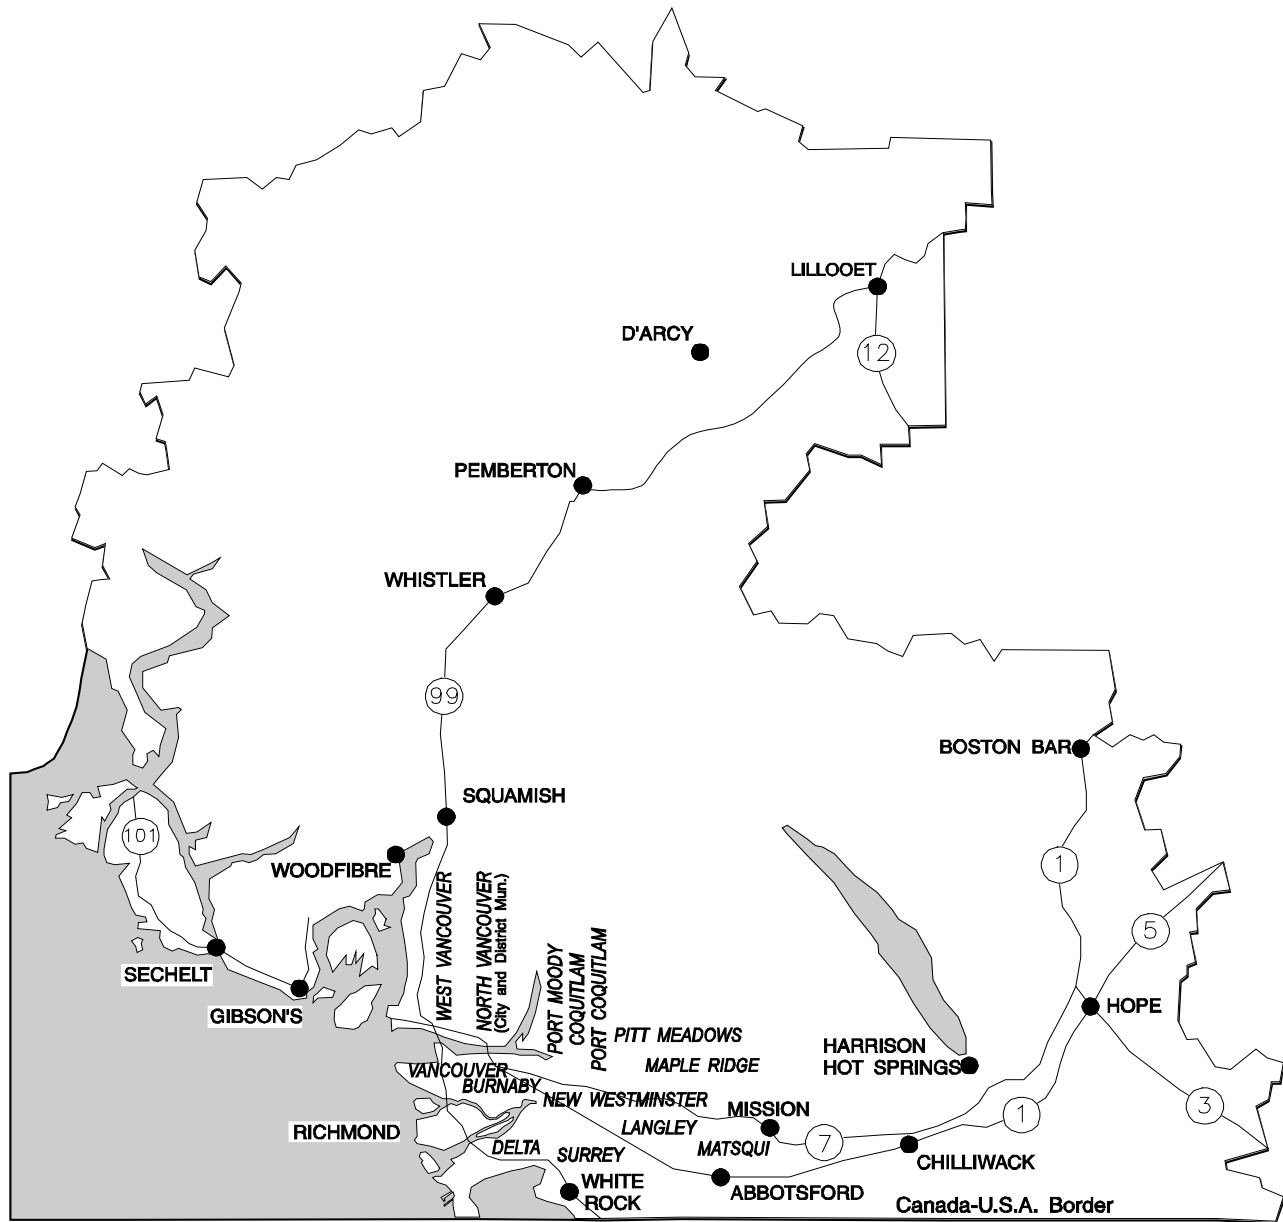 LILLOOET
D'ARCY
12
PEMBERTON
WHISTLER
99
BOSTON BAR
SQUAMISH
101
WOODFIBRE
1
5
WEST VANCOUVER
NORTH VANCOUVER
(City and District Mun.)
PORT MOODY
COQUITLAM
PORT COQUITLAM
SECHELT
GIBSON'S
HOPE
PITT MEADOWS
HARRISON
HOT SPRINGS
MAPLE RIDGE
VANCOUVER
BURNABY
NEW WESTMINSTER
MISSION
3
1
RICHMOND
LANGLEY
7
MATSQUI
DELTA
SURREY
CHILLIWACK
WHITE
ROCK
ABBOTSFORD
Canada-U.S.A. Border